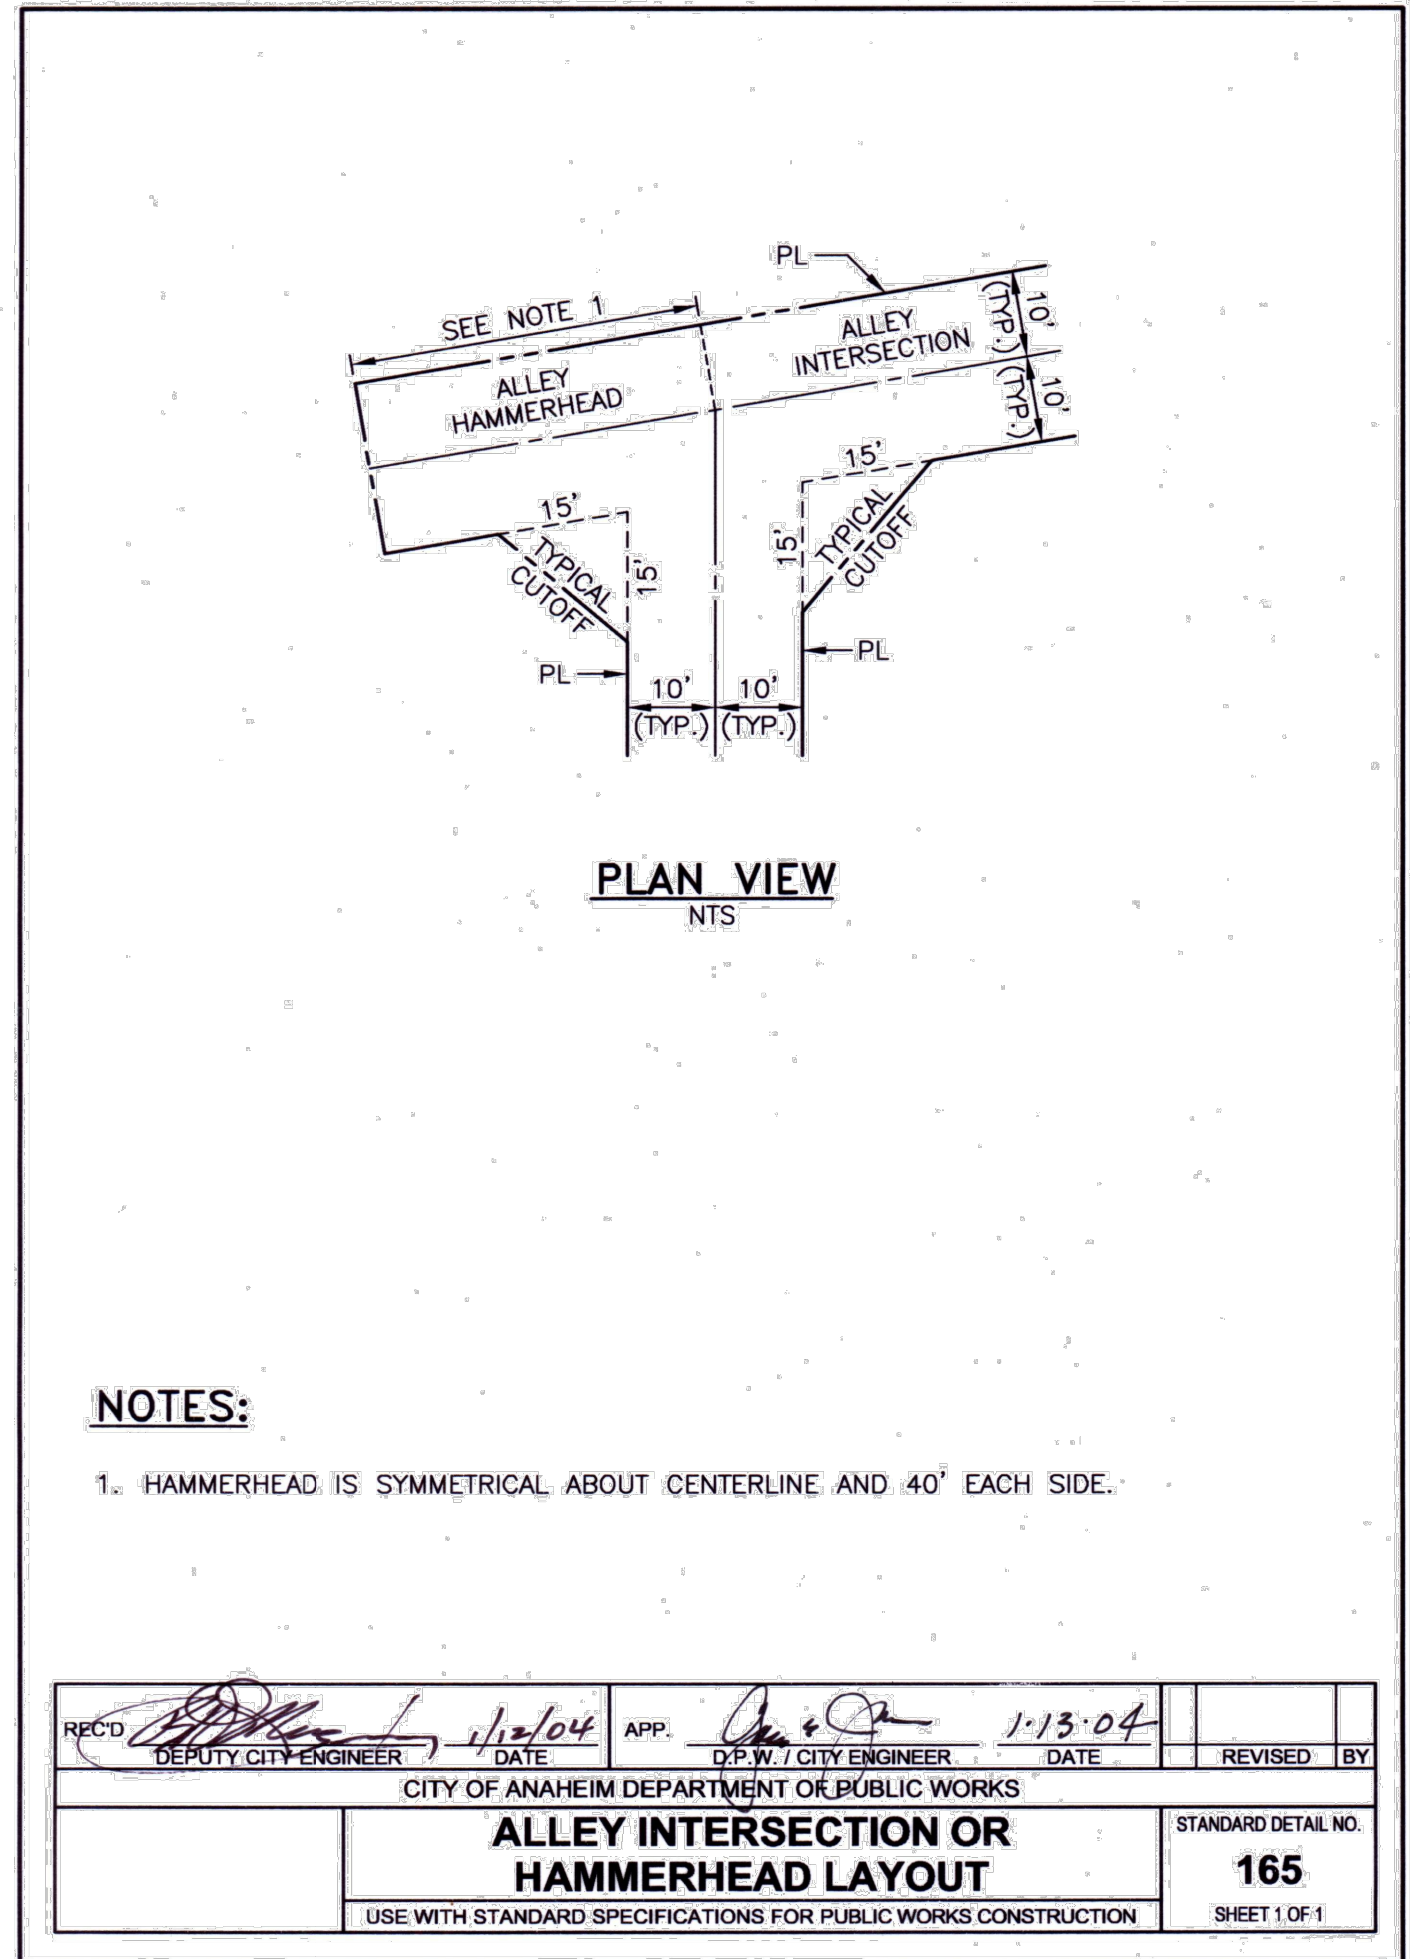 PL
SEE NOTE 1
ALLEY
INTERSECTION
10'
(TYP.)
10'
(TYP.)
ALLEY
HAMMERHEAD
15'
15'
TYPICAL
CUTOFF
15'
15'
TYPICAL
CUTOFF
PL
PL
10'
(TYP.)
10'
(TYP.)
PLAN VIEW
NTS
NOTES:
1. HAMMERHEAD IS SYMMETRICAL ABOUT CENTERLINE AND 40' EACH SIDE.
REC'D
DEPUTY CITY ENGINEER
1/12/04
DATE
APP.
D.P.W. / CITY ENGINEER
1·13·04
DATE
REVISED
BY
CITY OF ANAHEIM DEPARTMENT OF PUBLIC WORKS
ALLEY INTERSECTION OR
HAMMERHEAD LAYOUT
USE WITH STANDARD SPECIFICATIONS FOR PUBLIC WORKS CONSTRUCTION
STANDARD DETAIL NO.
165
SHEET 1 OF 1